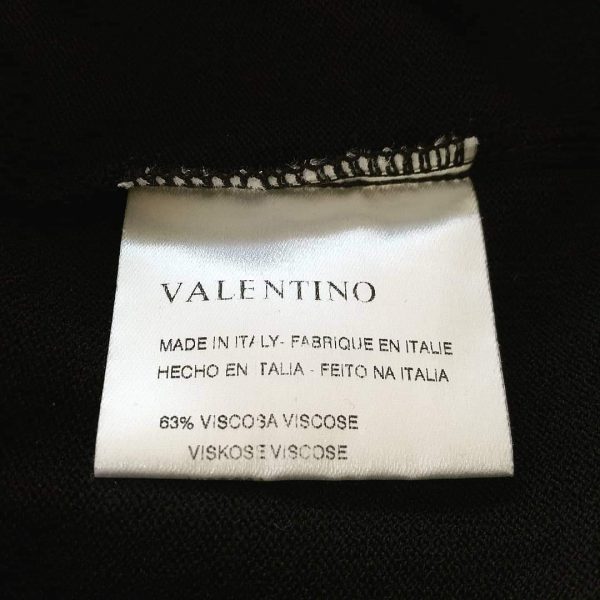 VALENTINO
MADE IN ITALY - FABRIQUE EN ITALIE
HECHO EN ITALIA - FEITO NA ITALIA
63% VISCOSA VISCOSE
VISKOSE VISCOSE